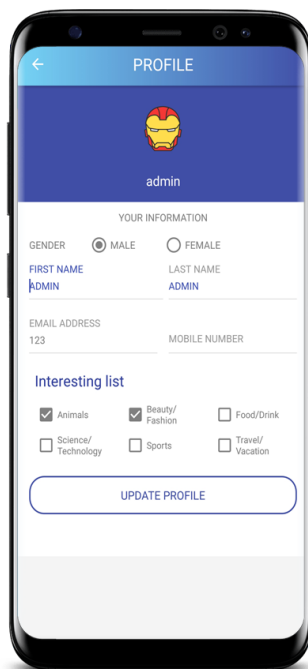 PROFILE
admin
YOUR INFORMATION
GENDER MALE FEMALE
FIRST NAME LAST NAME
ADMIN ADMIN
EMAIL ADDRESS
123 MOBILE NUMBER
Interesting list
Animals Beauty/ Fashion Food/Drink
Science/ Technology Sports Travel/ Vacation
UPDATE PROFILE